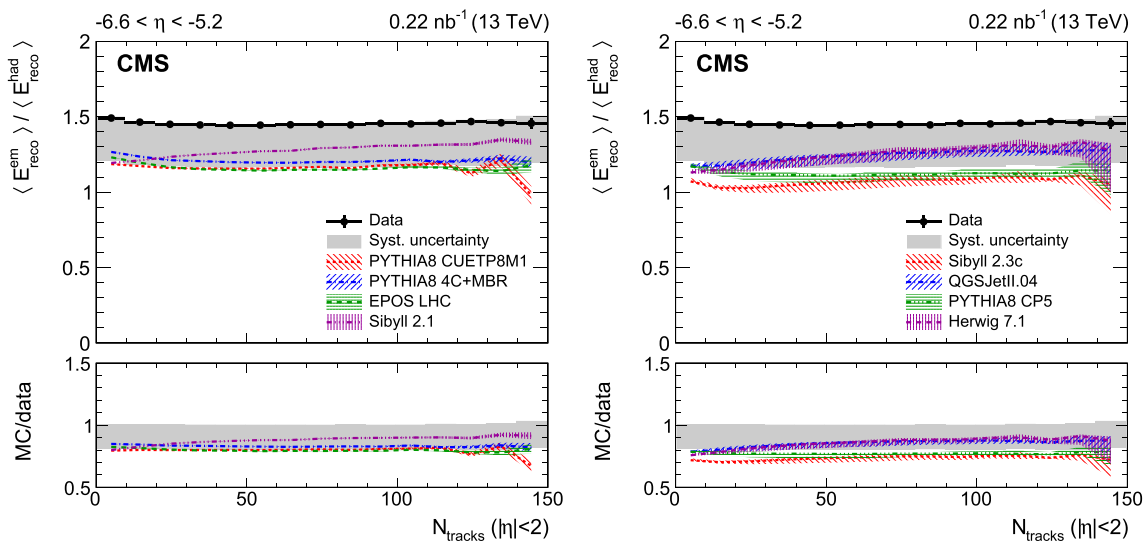 -6.6 < η < -5.2 0.22 nb⁻¹ (13 TeV)
CMS
⟨ E^em_reco ⟩ / ⟨ E^had_reco ⟩
2
1.5
1
0.5
0
Data
Syst. uncertainty
PYTHIA8 CUETP8M1
PYTHIA8 4C+MBR
EPOS LHC
Sibyll 2.1
MC/data
1.5
1
0.5
0 50 100 150
N_tracks (|η|<2)
-6.6 < η < -5.2 0.22 nb⁻¹ (13 TeV)
CMS
⟨ E^em_reco ⟩ / ⟨ E^had_reco ⟩
2
1.5
1
0.5
0
Data
Syst. uncertainty
Sibyll 2.3c
QGSJetII.04
PYTHIA8 CP5
Herwig 7.1
MC/data
1.5
1
0.5
0 50 100 150
N_tracks (|η|<2)